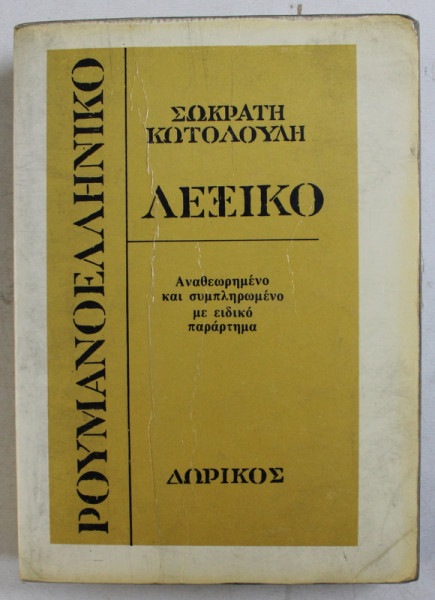 ΡΟΥΜΑΝΟΕΛΛΗΝΙΚΟ
ΣΩΚΡΑΤΗ
ΚΩΤΟΛΟΥΛΗ
ΛΕΞΙΚΟ
Αναθεωρημένο
και συμπληρωμένο
με ειδικό
παράρτημα
ΔΩΡΙΚΟΣ